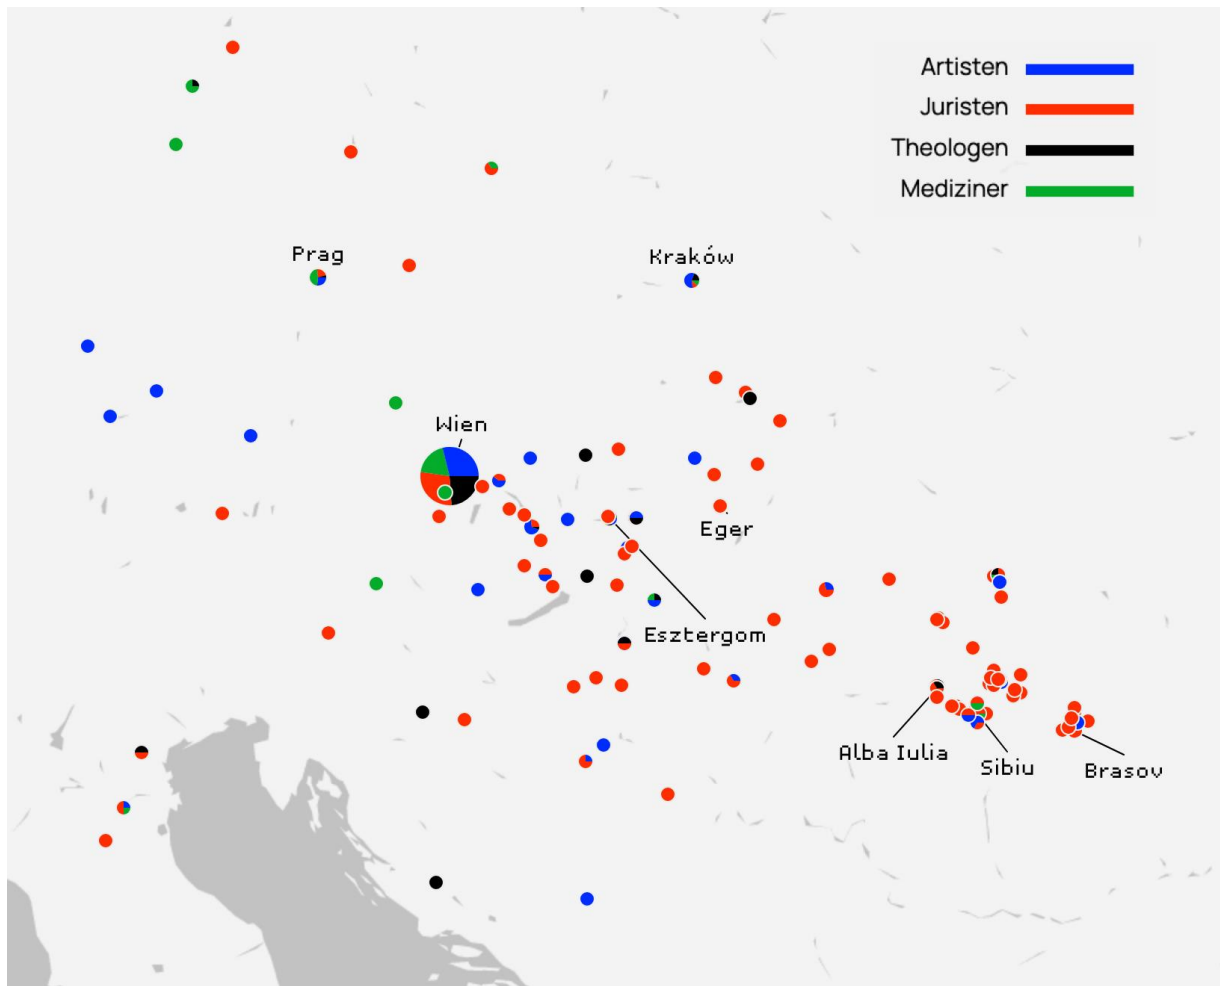 Artisten
Juristen
Theologen
Mediziner
Prag
Kraków
Wien
Eger
Esztergom
Alba Iulia
Sibiu
Brasov